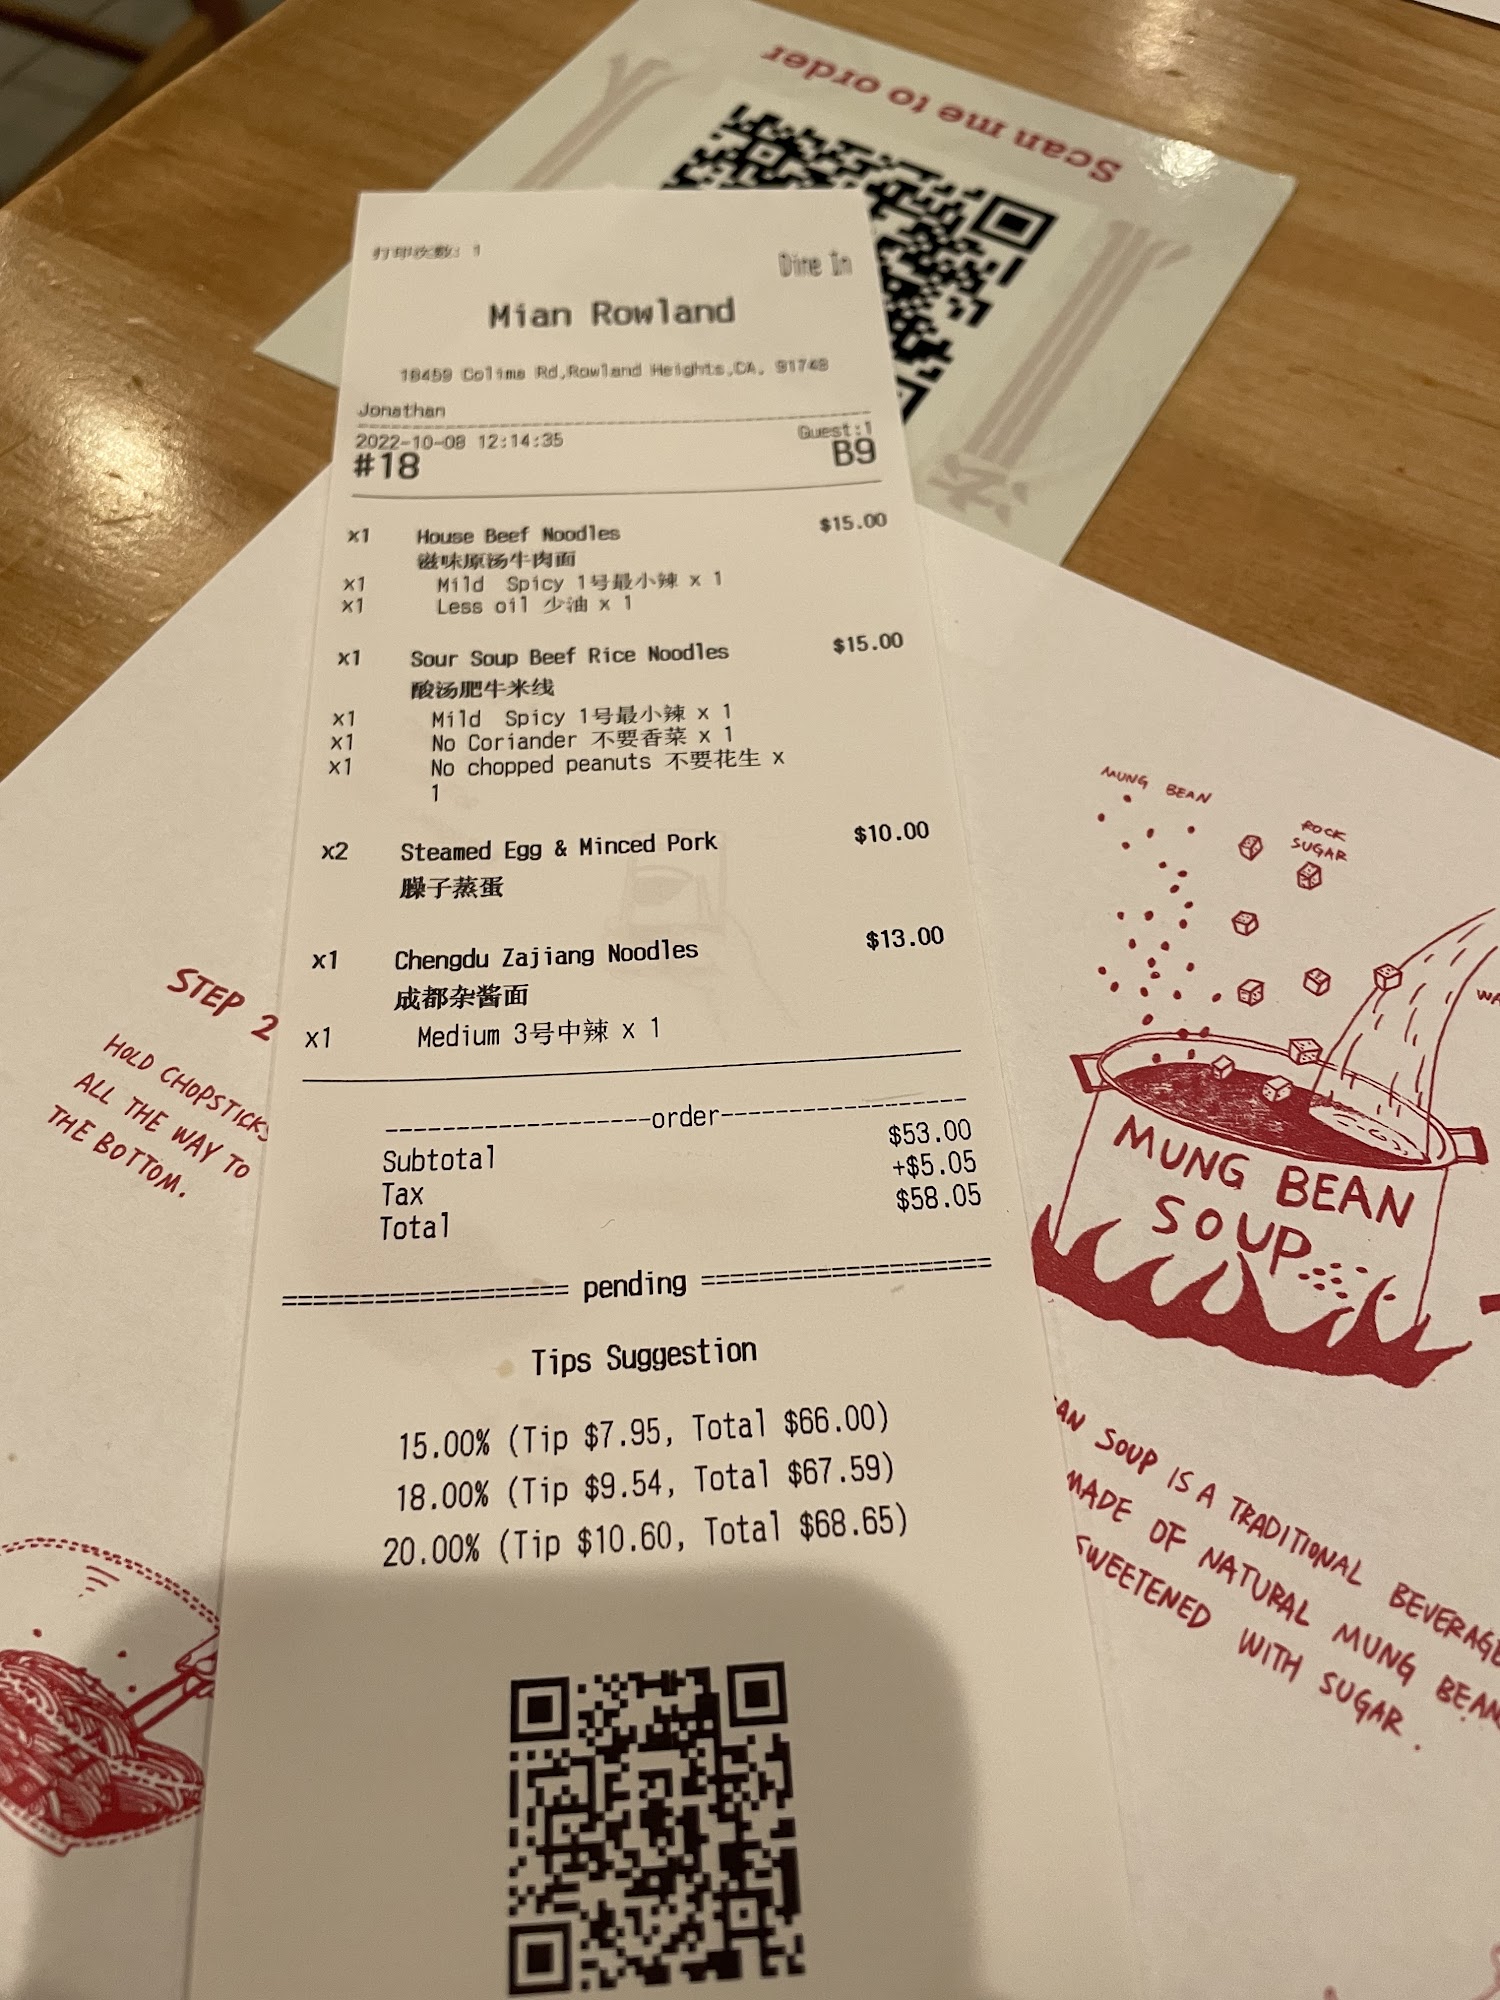 Scan me to order
打印次数: 1
Dine In
Mian Rowland
18459 Colima Rd,Rowland Heights,CA, 91748
Jonathan
2022-10-08 12:14:35 Guest:1
#18 B9
x1 House Beef Noodles $15.00
滋味原汤牛肉面
x1 Mild Spicy 1号最小辣 x 1
x1 Less oil 少油 x 1
x1 Sour Soup Beef Rice Noodles $15.00
酸汤肥牛米线
x1 Mild Spicy 1号最小辣 x 1
x1 No Coriander 不要香菜 x 1
x1 No chopped peanuts 不要花生 x
1
x2 Steamed Egg & Minced Pork $10.00
臊子蒸蛋
x1 Chengdu Zajiang Noodles $13.00
成都杂酱面
x1 Medium 3号中辣 x 1
-------------------order-------------------
Subtotal $53.00
Tax +$5.05
Total $58.05
=================== pending ===================
Tips Suggestion
15.00% (Tip $7.95, Total $66.00)
18.00% (Tip $9.54, Total $67.59)
20.00% (Tip $10.60, Total $68.65)
STEP 2
HOLD CHOPSTICKS
ALL THE WAY TO
THE BOTTOM.
MUNG BEAN
ROCK
SUGAR
MUNG BEAN
SOUP
SOUP IS A TRADITIONAL BEVERAGE
MADE OF NATURAL MUNG BEAN
SWEETENED WITH SUGAR.